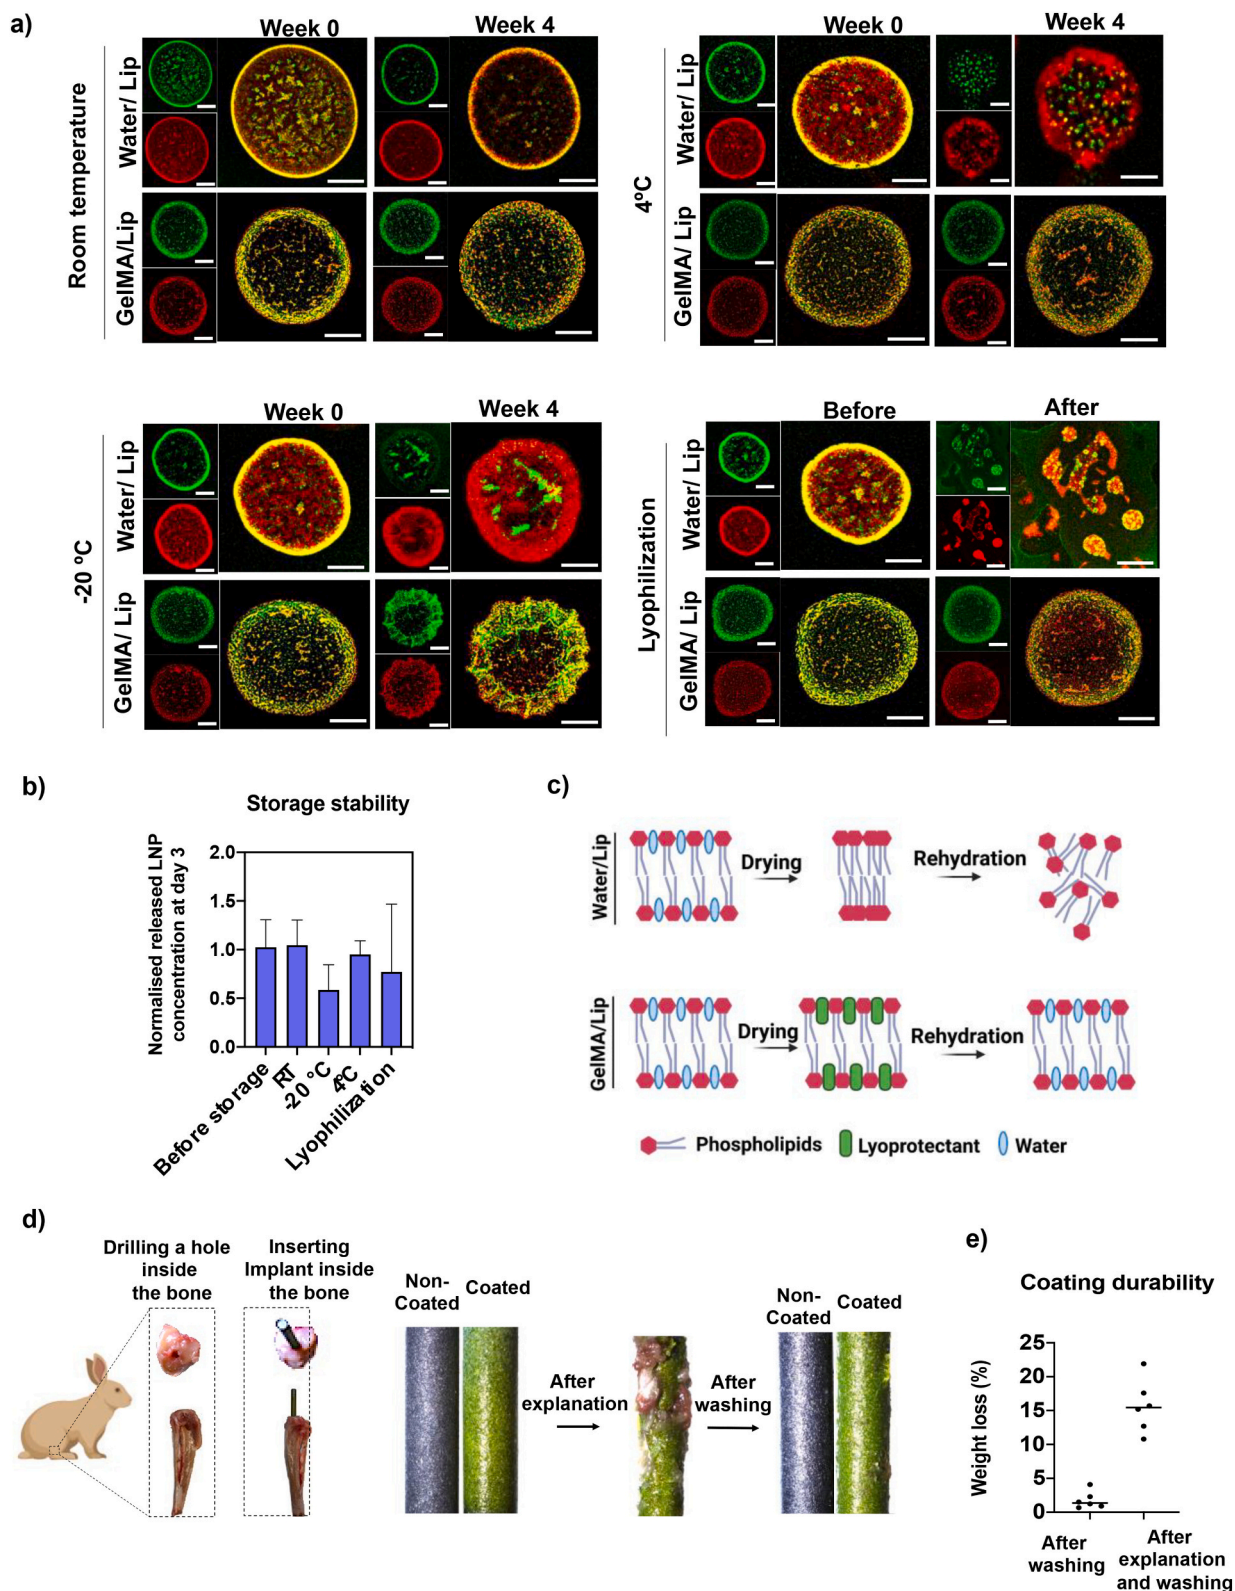 a)
Week 0
Week 4
Room temperature
Water/ Lip
GelMA/Lip
Week 0
Week 4
4ºC
Water/ Lip
GelMA/ Lip
Week 0
Week 4
-20 ºC
Water/ Lip
GelMA/ Lip
Before
After
Lyophilization
Water/ Lip
GelMA/ Lip
b)
Storage stability
Normalised released LNP
concentration at day 3
2.0
1.5
1.0
0.5
0.0
Before storage
RT
-20 °C
4ºC
Lyophilization
c)
Water/Lip
Drying
Rehydration
GelMA/Lip
Drying
Rehydration
Phospholipids
Lyoprotectant
Water
d)
Drilling a hole
inside
the bone
Inserting
Implant inside
the bone
Non-
Coated
Coated
After
explanation
After
washing
Non-
Coated
Coated
e)
Coating durability
Weight loss (%)
25
20
15
10
5
0
After
washing
After
explanation
and washing